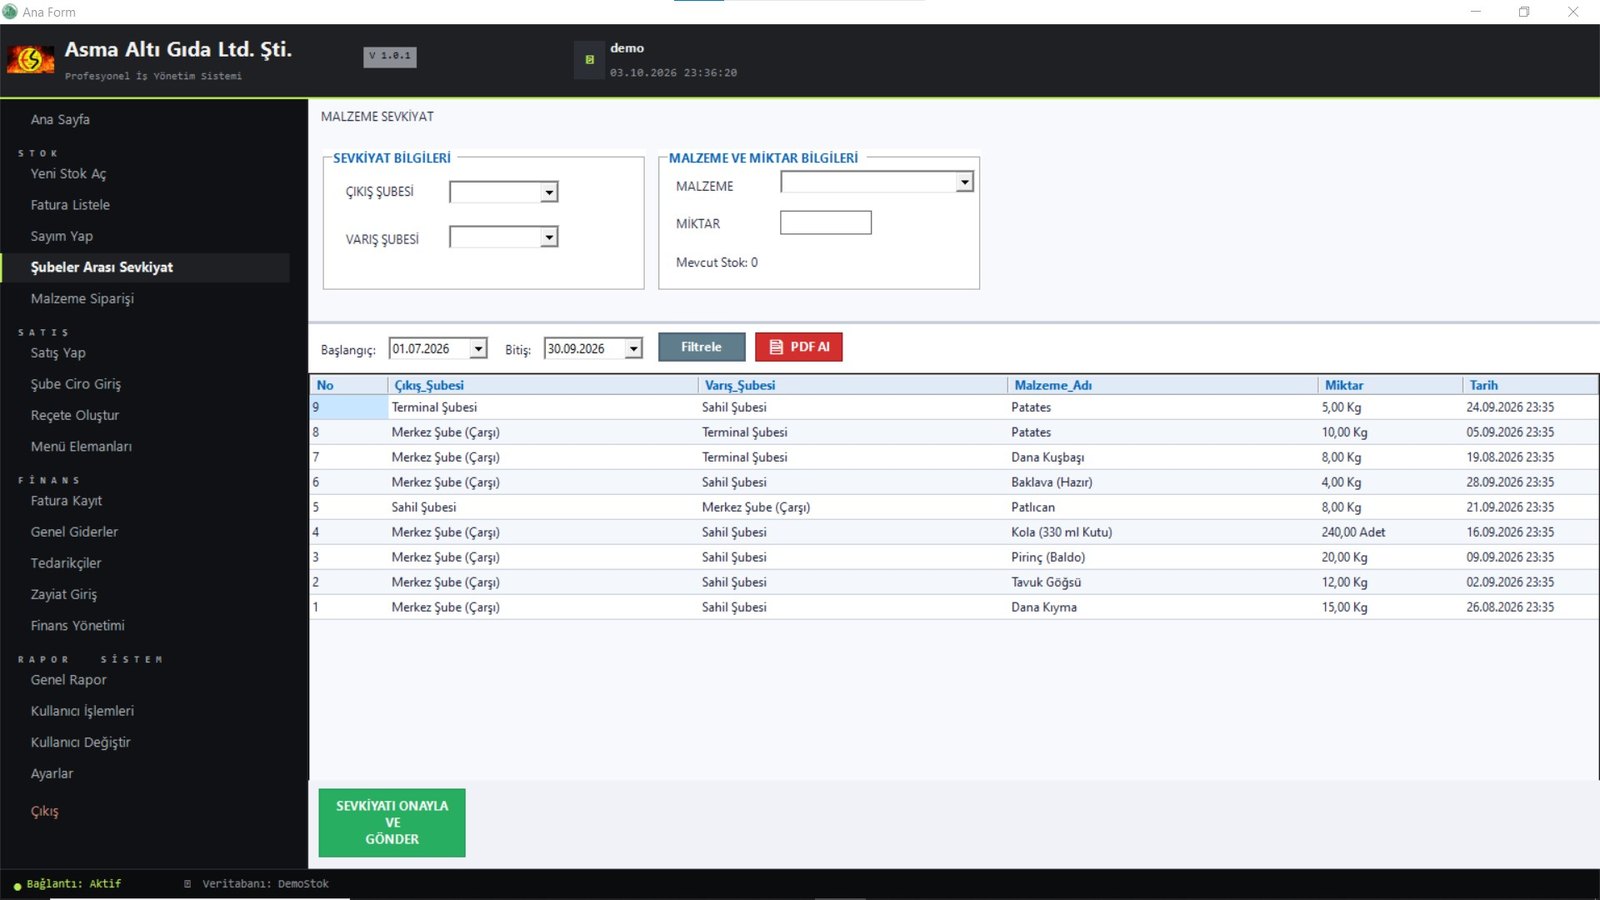 Ana Form
Asma Altı Gıda Ltd. Şti.
Profesyonel İş Yönetim Sistemi
V 1.0.1
demo
03.10.2026 23:36:20
Ana Sayfa
STOK
Yeni Stok Aç
Fatura Listele
Sayım Yap
Şubeler Arası Sevkiyat
Malzeme Siparişi
SATIŞ
Satış Yap
Şube Ciro Giriş
Reçete Oluştur
Menü Elemanları
FİNANS
Fatura Kayıt
Genel Giderler
Tedarikçiler
Zayiat Giriş
Finans Yönetimi
RAPOR SİSTEM
Genel Rapor
Kullanıcı İşlemleri
Kullanıcı Değiştir
Ayarlar
Çıkış
MALZEME SEVKİYAT
SEVKİYAT BİLGİLERİ
ÇIKIŞ ŞUBESİ
VARIŞ ŞUBESİ
MALZEME VE MİKTAR BİLGİLERİ
MALZEME
MİKTAR
Mevcut Stok: 0
Başlangıç: 01.07.2026 Bitiş: 30.09.2026 Filtrele PDF Al
No Çıkış_Şubesi Varış_Şubesi Malzeme_Adı Miktar Tarih
9 Terminal Şubesi Sahil Şubesi Patates 5,00 Kg 24.09.2026 23:35
8 Merkez Şube (Çarşı) Terminal Şubesi Patates 10,00 Kg 05.09.2026 23:35
7 Merkez Şube (Çarşı) Terminal Şubesi Dana Kuşbaşı 8,00 Kg 19.08.2026 23:35
6 Merkez Şube (Çarşı) Sahil Şubesi Baklava (Hazır) 4,00 Kg 28.09.2026 23:35
5 Sahil Şubesi Merkez Şube (Çarşı) Patlıcan 8,00 Kg 21.09.2026 23:35
4 Merkez Şube (Çarşı) Sahil Şubesi Kola (330 ml Kutu) 240,00 Adet 16.09.2026 23:35
3 Merkez Şube (Çarşı) Sahil Şubesi Pirinç (Baldo) 20,00 Kg 09.09.2026 23:35
2 Merkez Şube (Çarşı) Sahil Şubesi Tavuk Göğsü 12,00 Kg 02.09.2026 23:35
1 Merkez Şube (Çarşı) Sahil Şubesi Dana Kıyma 15,00 Kg 26.08.2026 23:35
SEVKİYATI ONAYLA
VE
GÖNDER
Bağlantı: Aktif
Veritabanı: DemoStok